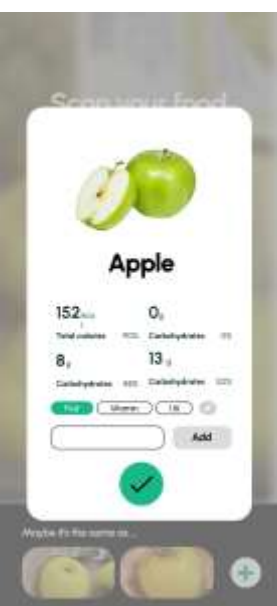 Scan your food
Apple
152 0g
Total calories Carbohydrates
8g 13g
Carbohydrates Carbohydrates
Fruit Vitamin
Add
Maybe it's the same as...